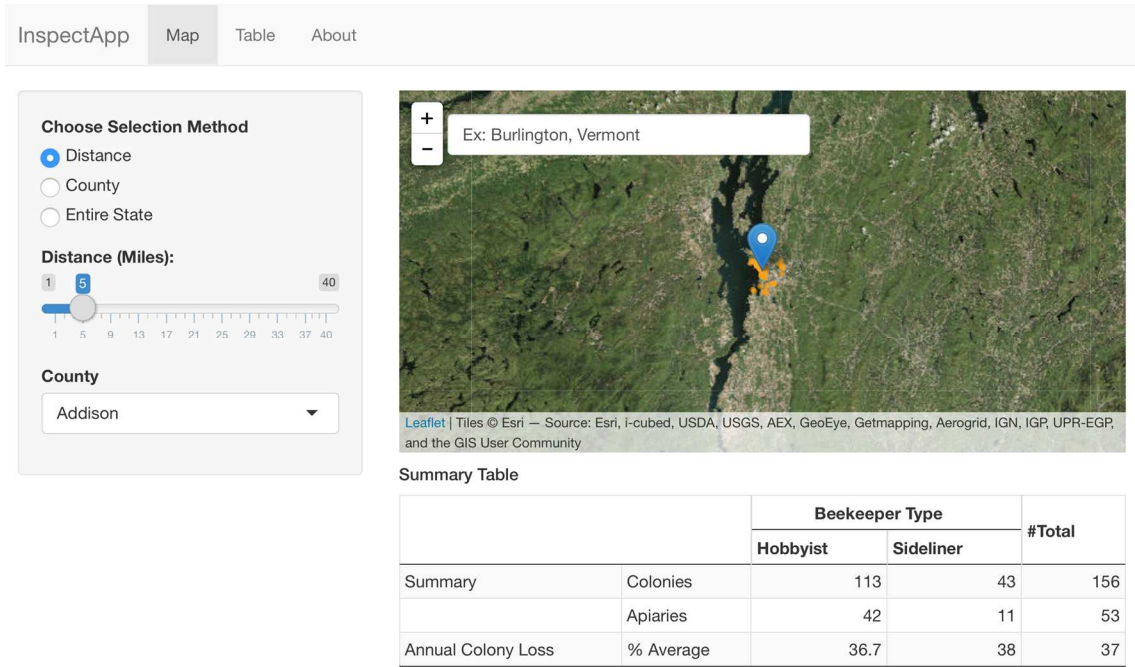 InspectApp Map Table About
Choose Selection Method
Distance
County
Entire State
Distance (Miles):
1 5 40
1 5 9 13 17 21 25 29 33 37 40
County
Addison
+
−
Ex: Burlington, Vermont
Leaflet | Tiles © Esri — Source: Esri, i-cubed, USDA, USGS, AEX, GeoEye, Getmapping, Aerogrid, IGN, IGP, UPR-EGP,
and the GIS User Community
Summary Table
Beekeeper Type
#Total
Hobbyist Sideliner
Summary Colonies 113 43 156
Apiaries 42 11 53
Annual Colony Loss % Average 36.7 38 37